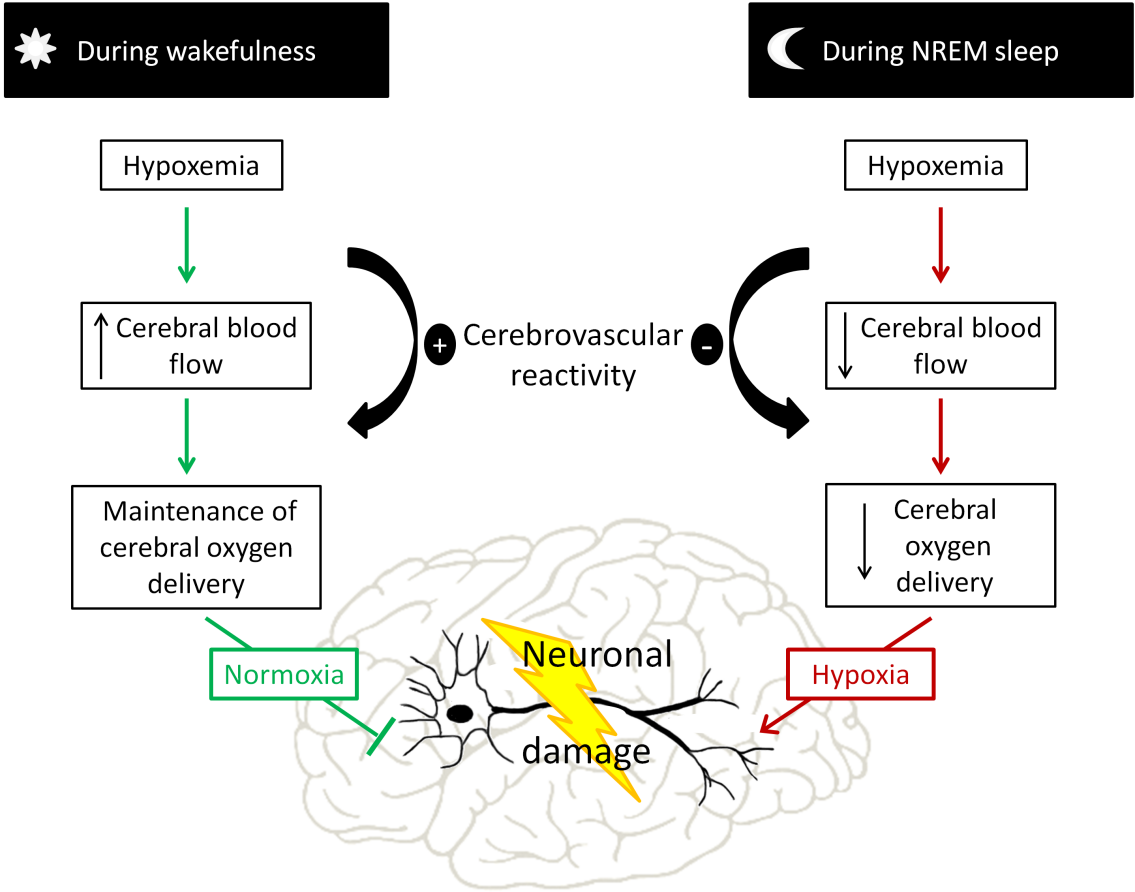 During wakefulness
During NREM sleep
Hypoxemia
Hypoxemia
Cerebral blood
flow
+
Cerebrovascular
reactivity
-
Cerebral blood
flow
Maintenance of
cerebral oxygen
delivery
Cerebral
oxygen
delivery
Normoxia
Neuronal
damage
Hypoxia